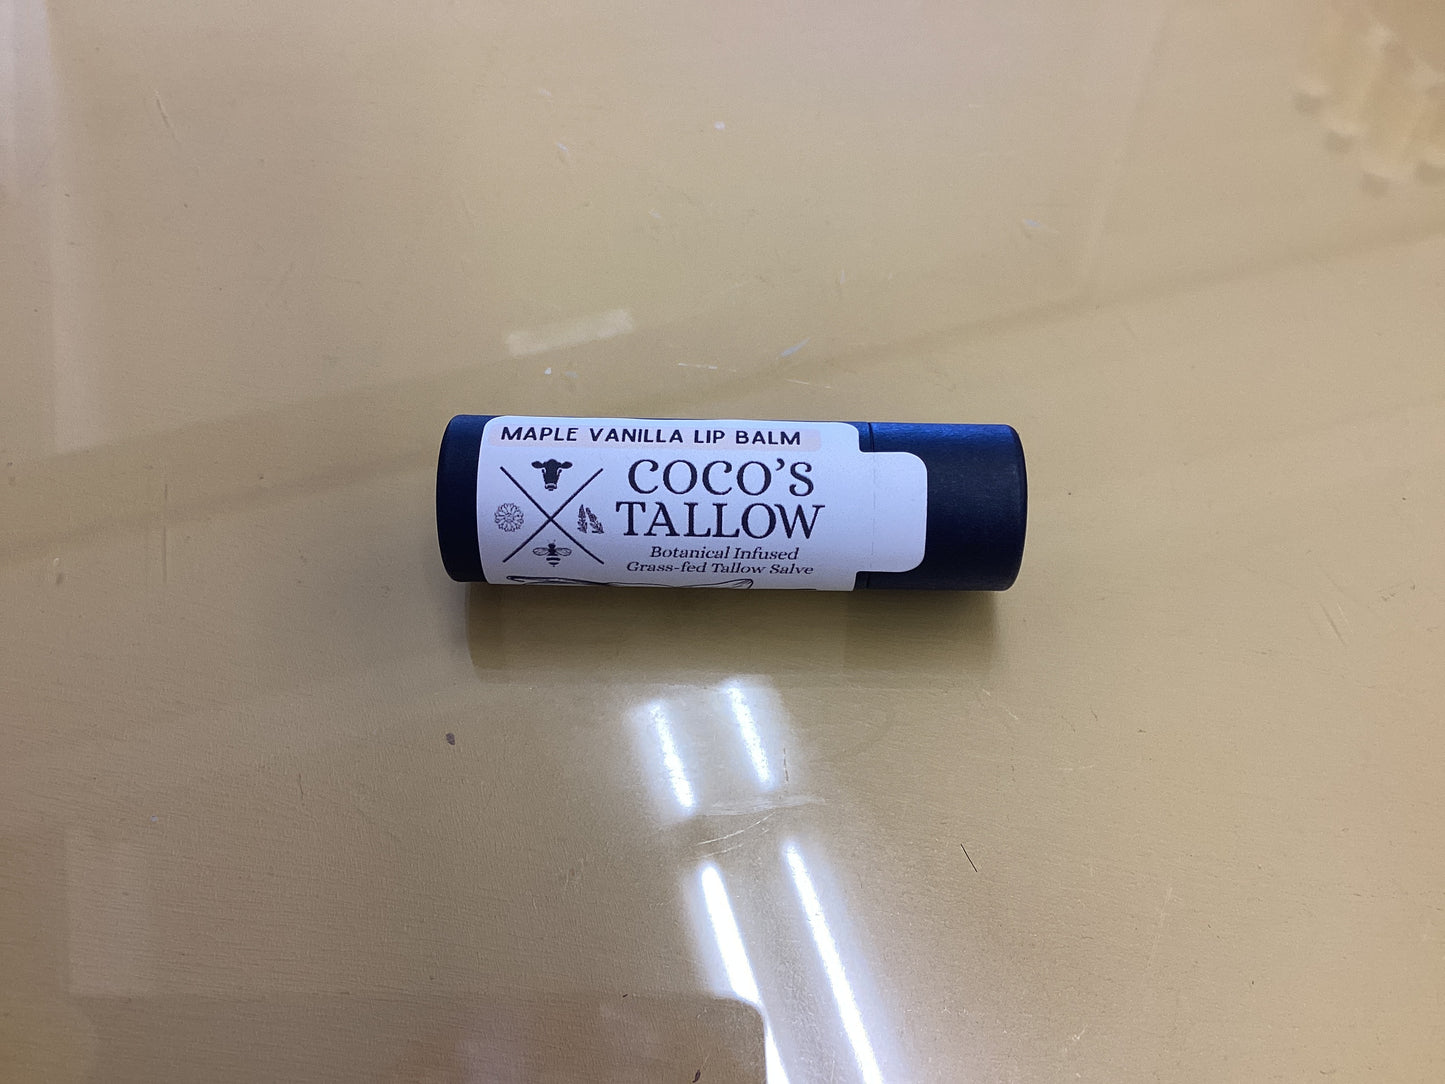 MAPLE VANILLA LIP BALM
COCO'S
TALLOW
Botanical Infused
Grass-fed Tallow Salve